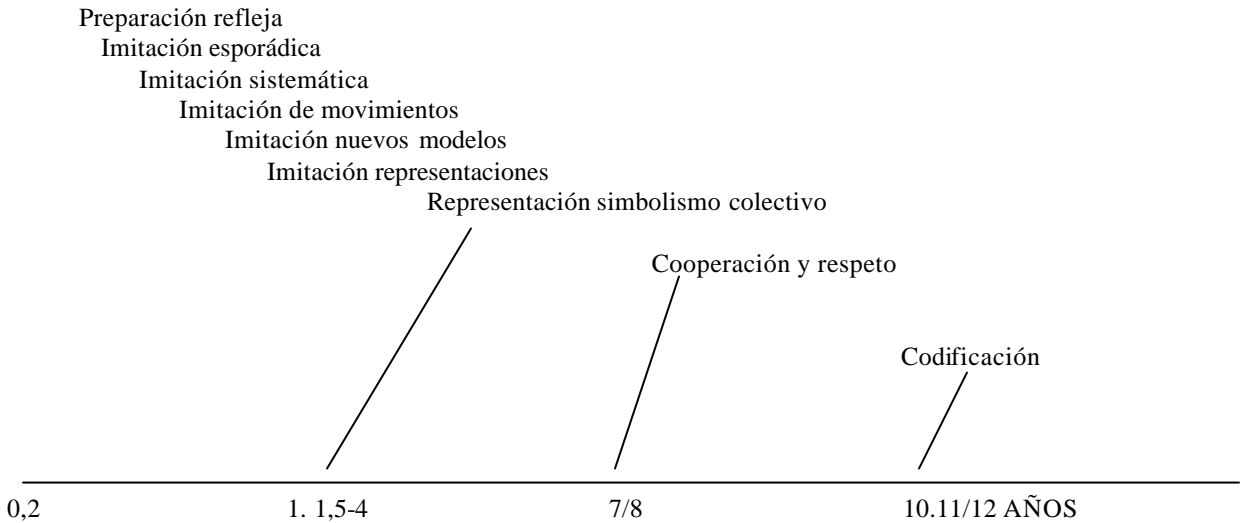 Preparación refleja
Imitación esporádica
Imitación sistemática
Imitación de movimientos
Imitación nuevos modelos
Imitación representaciones
Representación simbolismo colectivo
Cooperación y respeto
Codificación
0,2 1. 1,5-4 7/8 10.11/12 AÑOS